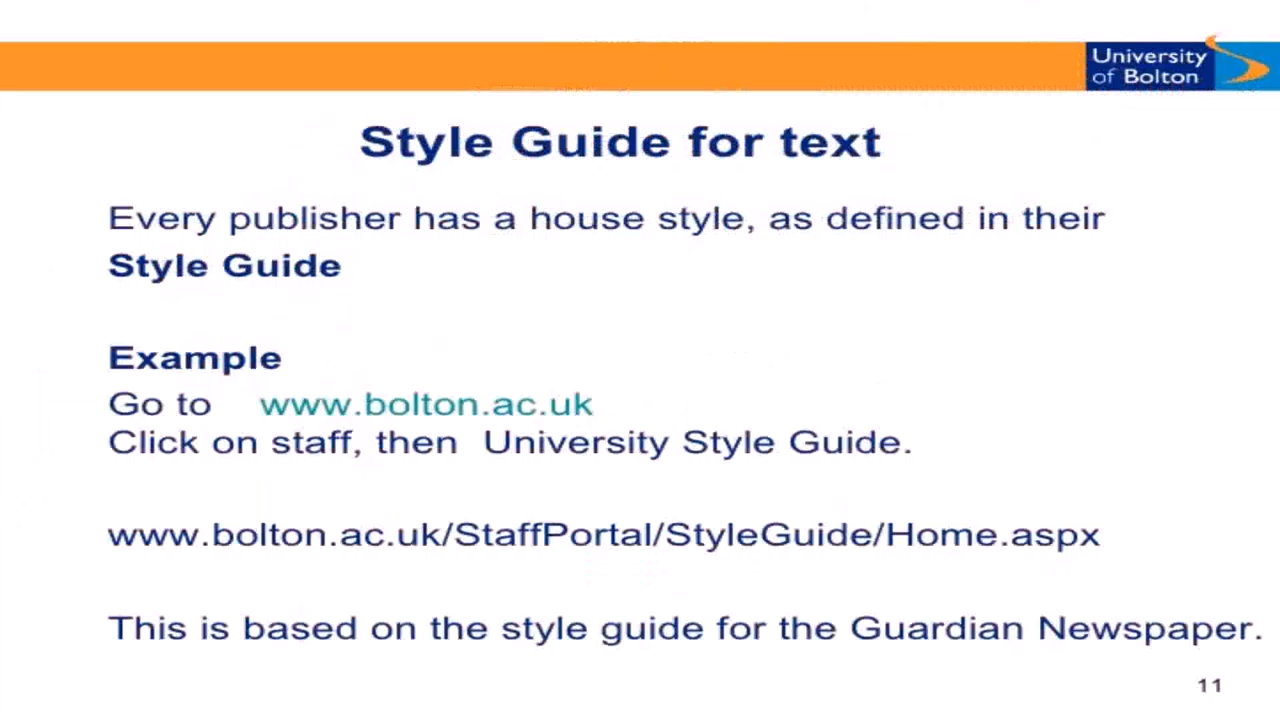 University
of Bolton
Style Guide for text
Every publisher has a house style, as defined in their
Style Guide
Example
Go to www.bolton.ac.uk
Click on staff, then University Style Guide.
www.bolton.ac.uk/StaffPortal/StyleGuide/Home.aspx
This is based on the style guide for the Guardian Newspaper.
11